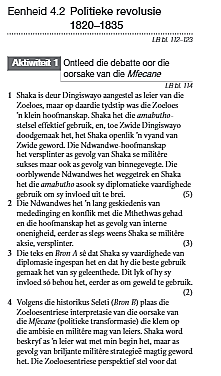 Eenheid 4.2 Politieke revolusie
1820–1835
LB bl. 112–123
Aktiwiteit 1 Ontleed die debatte oor die
oorsake van die Mfecane
LB bl. 114
1 Shaka is deur Dingiswayo aangestel as leier van die
Zoeloes, maar op daardie tydstip was die Zoeloes
'n klein hoofmanskap. Shaka het die amabutho-
stelsel effektief gebruik, en, toe Zwide Dingiswayo
doodgemaak het, het Shaka openlik 'n vyand van
Zwide geword. Die Ndwandwe-hoofmanskap
het versplinter as gevolg van Shaka se militêre
sukses maar ook as gevolg van binnegevegte. Die
oorblywende Ndwandwes het weggetrek en Shaka
het die amabutho asook sy diplomatieke vaardighede
gebruik om sy invloed uit te brei. (5)
2 Die Ndwandwes het 'n lang geskiedenis van
mededinging en konflik met die Mthethwas gehad
en die hoofmanskap het as gevolg van interne
onenigheid, eerder as slegs weens Shaka se militêre
aksie, versplinter. (3)
3 Die teks en Bron A sê dat Shaka sy vaardighede van
diplomasie ingespan het en dat hy die beste gebruik
gemaak het van sy geleenthede. Dit lyk of hy sy
invloed só behou het, eerder as om geweld te gebruik.
(2)
4 Volgens die historikus Seleti (Bron B) plaas die
Zoeloesentriese interpretasie van die oorsake van
die Mfecane (politieke transformasie) die klem op
die ambisie en militêre mag van leiers. Shaka word
beskryf as 'n leier wat met min begin het, maar as
gevolg van briljante militêre strategieë magtig geword
het. Die Zoeloesentriese perspektief stel voor dat